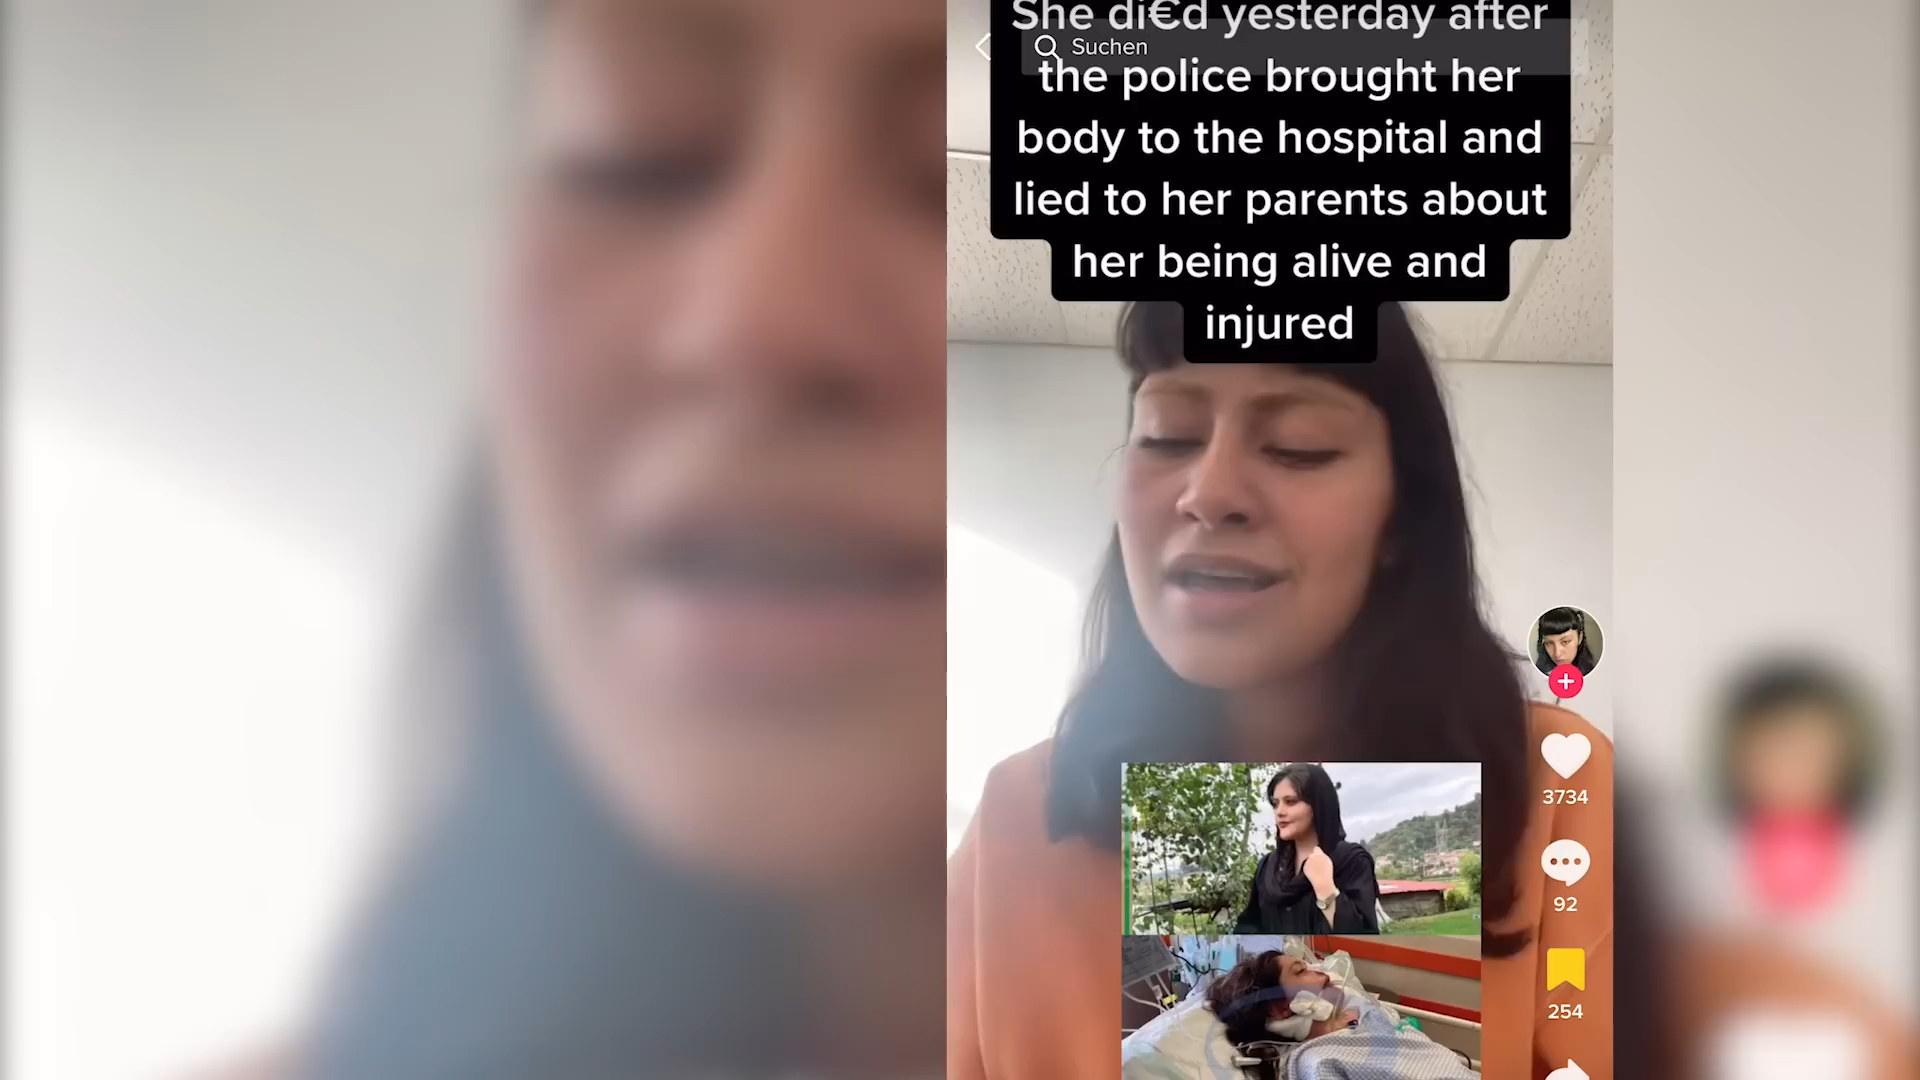 She di€d yesterday after
Suchen
the police brought her
body to the hospital and
lied to her parents about
her being alive and
injured
3734
92
254